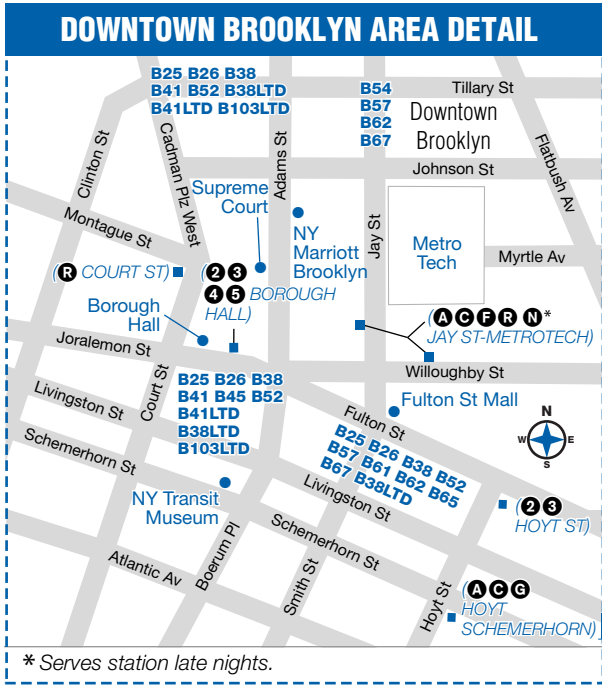 DOWNTOWN BROOKLYN AREA DETAIL
B25 B26 B38
B41 B52 B38LTD
B41LTD B103LTD
B54
B57
B62
B67
Tillary St
Downtown
Brooklyn
Johnson St
Clinton St
Cadman Plz West
Adams St
Jay St
Flatbush Av
Supreme
Court
NY
Marriott
Brooklyn
Metro
Tech
Myrtle Av
Montague St
(R COURT ST)
(2 3
4 5 BOROUGH
HALL)
(A C F R N*
JAY ST-METROTECH)
Borough
Hall
Joralemon St
Court St
Willoughby St
B25 B26 B38
B41 B45 B52
B41LTD
B38LTD
B103LTD
Fulton St Mall
Fulton St
N
W
E
S
Livingston St
Schemerhorn St
B25 B26 B38 B52
B57 B61 B62 B65
B67 B38LTD
Livingston St
NY Transit
Museum
(2 3
HOYT ST)
Schemerhorn St
Atlantic Av
Boerum Pl
Smith St
Hoyt St
(A C G
HOYT
SCHEMERHORN)
* Serves station late nights.